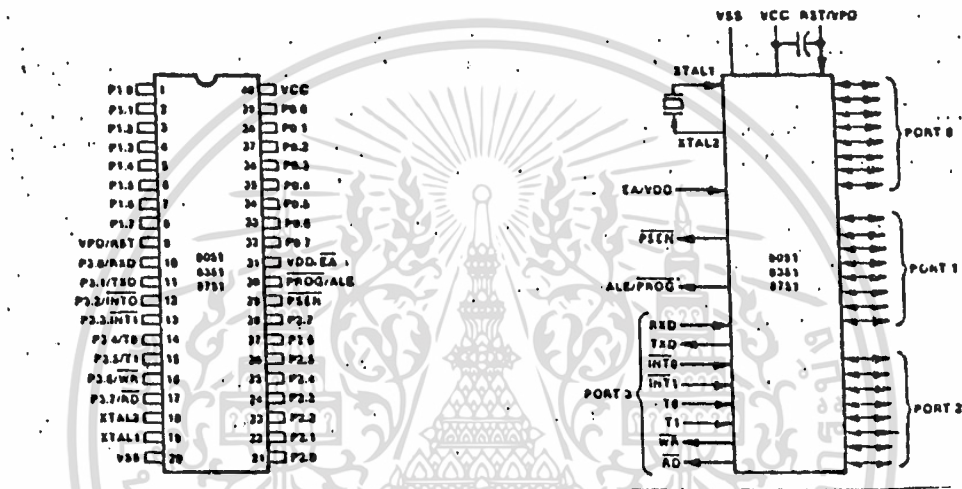 P1.0 1 40 VCC
P1.1 2 39 P0.0
P1.2 3 38 P0.1
P1.3 4 37 P0.2
P1.4 5 36 P0.3
P1.5 6 35 P0.4
P1.6 7 34 P0.5
P1.7 8 33 P0.6
VPD/RST 9 32 P0.7
P3.0/RXD 10 31 VDD/EA
P3.1/TXD 11 30 PROG/ALE
P3.2/INT0 12 29 PSEN
P3.3/INT1 13 28 P2.7
P3.4/T0 14 27 P2.6
P3.5/T1 15 26 P2.5
P3.6/WR 16 25 P2.4
P3.7/RD 17 24 P2.3
XTAL2 18 23 P2.2
XTAL1 19 22 P2.1
VSS 20 21 P2.0
8051
8351
8751
VSS VCC RST/VPD
XTAL1
XTAL2
EA/VDD
PSEN
ALE/PROG
PORT 3
RXD
TXD
INT0
INT1
T0
T1
WR
RD
8051
8351
8751
PORT 0
PORT 1
PORT 2